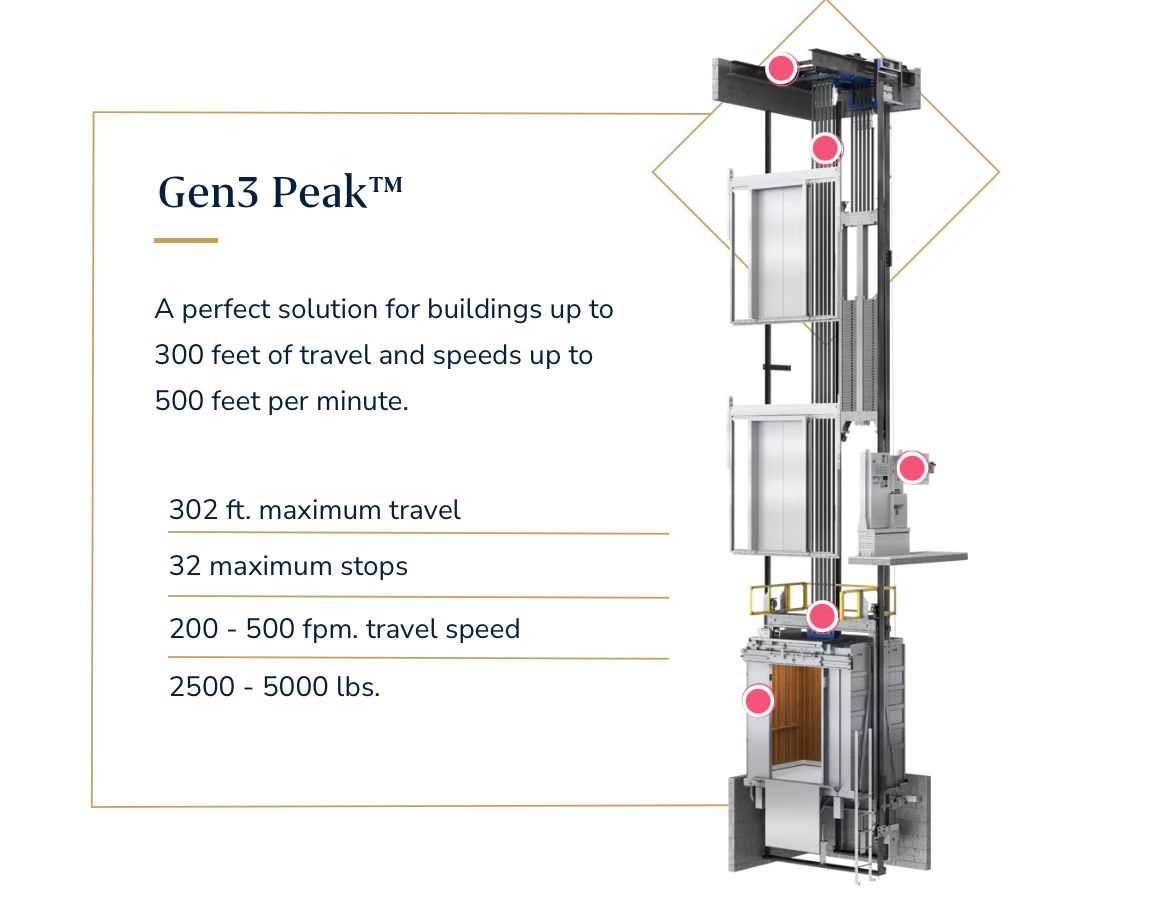 Gen3 Peak™
A perfect solution for buildings up to
300 feet of travel and speeds up to
500 feet per minute.
302 ft. maximum travel
32 maximum stops
200 - 500 fpm. travel speed
2500 - 5000 lbs.